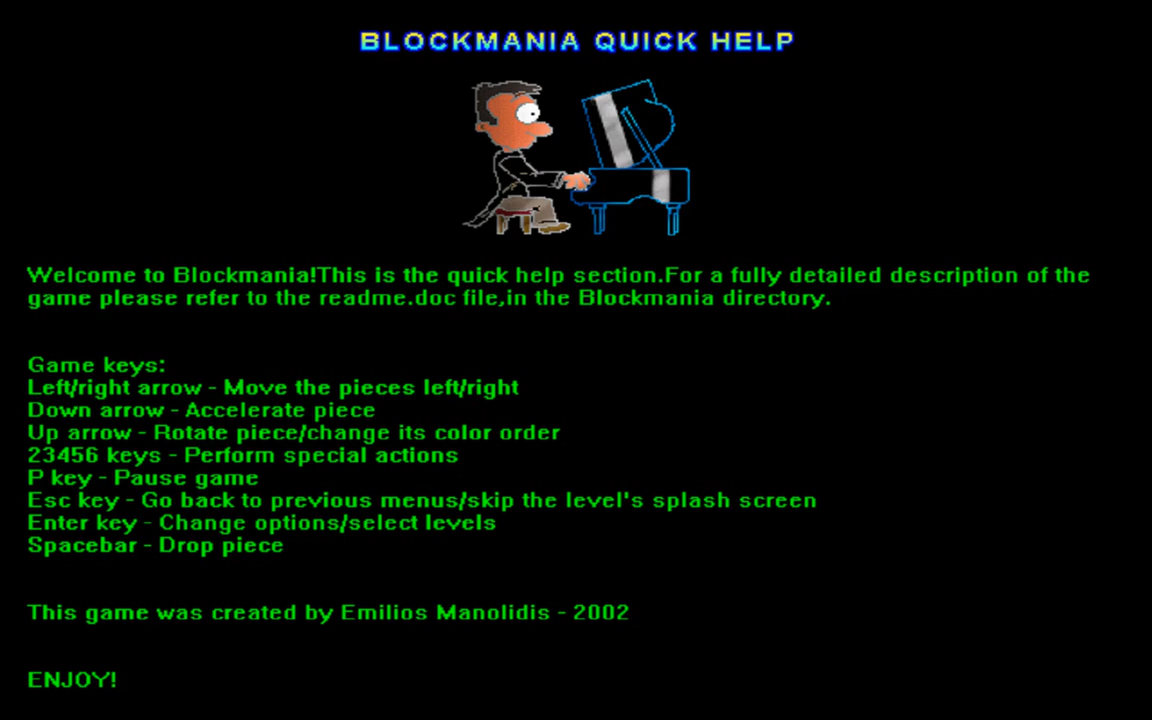 BLOCKMANIA QUICK HELP
Welcome to Blockmania!This is the quick help section.For a fully detailed description of the
game please refer to the readme.doc file,in the Blockmania directory.
Game keys:
Left/right arrow - Move the pieces left/right
Down arrow - Accelerate piece
Up arrow - Rotate piece/change its color order
23456 keys - Perform special actions
P key - Pause game
Esc key - Go back to previous menus/skip the level's splash screen
Enter key - Change options/select levels
Spacebar - Drop piece
This game was created by Emilios Manolidis - 2002
ENJOY!